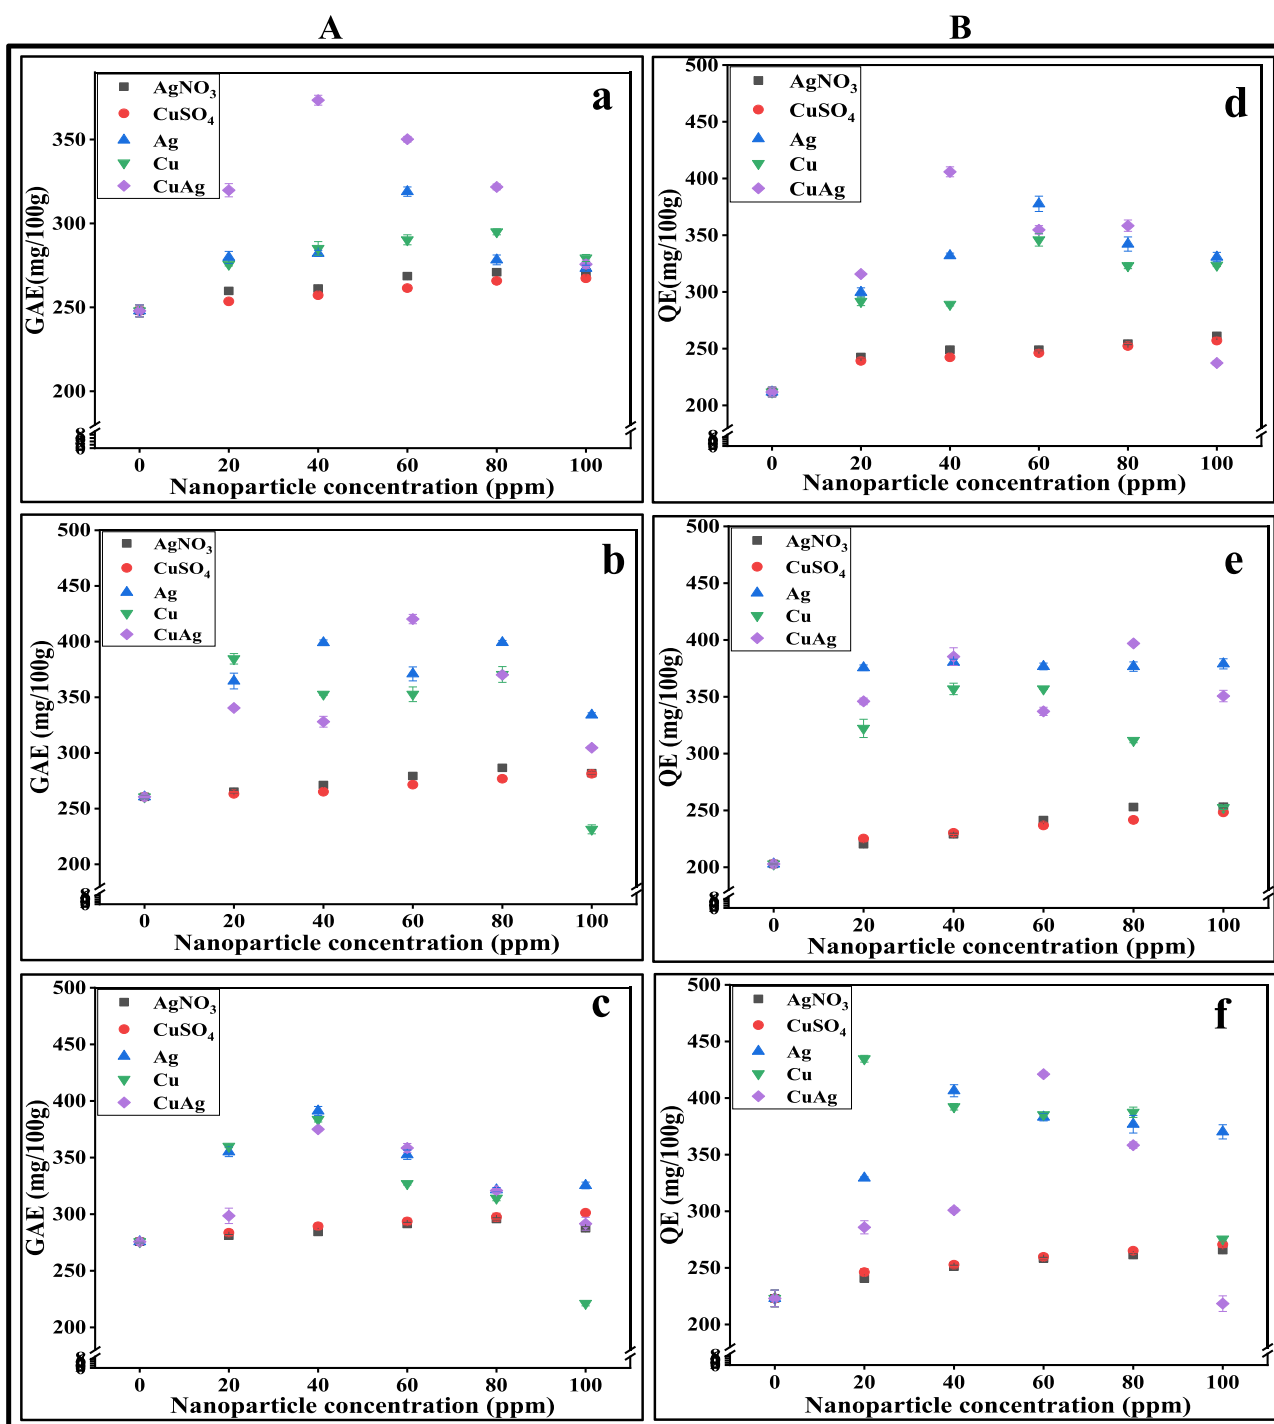 A
B
a
AgNO3
CuSO4
Ag
Cu
CuAg
GAE(mg/100g)
350
300
250
200
0 20 40 60 80 100
Nanoparticle concentration (ppm)
d
AgNO3
CuSO4
Ag
Cu
CuAg
QE(mg/100g)
500
450
400
350
300
250
200
0 20 40 60 80 100
Nanoparticle concentration (ppm)
b
AgNO3
CuSO4
Ag
Cu
CuAg
GAE (mg/100g)
500
450
400
350
300
250
200
0 20 40 60 80 100
Nanoparticle concentration (ppm)
e
AgNO3
CuSO4
Ag
Cu
CuAg
QE (mg/100g)
500
450
400
350
300
250
200
0 20 40 60 80 100
Nanoparticle concentration (ppm)
c
AgNO3
CuSO4
Ag
Cu
CuAg
GAE (mg/100g)
500
450
400
350
300
250
200
0 20 40 60 80 100
Nanoparticle concentration (ppm)
f
AgNO3
CuSO4
Ag
Cu
CuAg
QE (mg/100g)
500
450
400
350
300
250
200
0 20 40 60 80 100
Nanoparticle concentration (ppm)